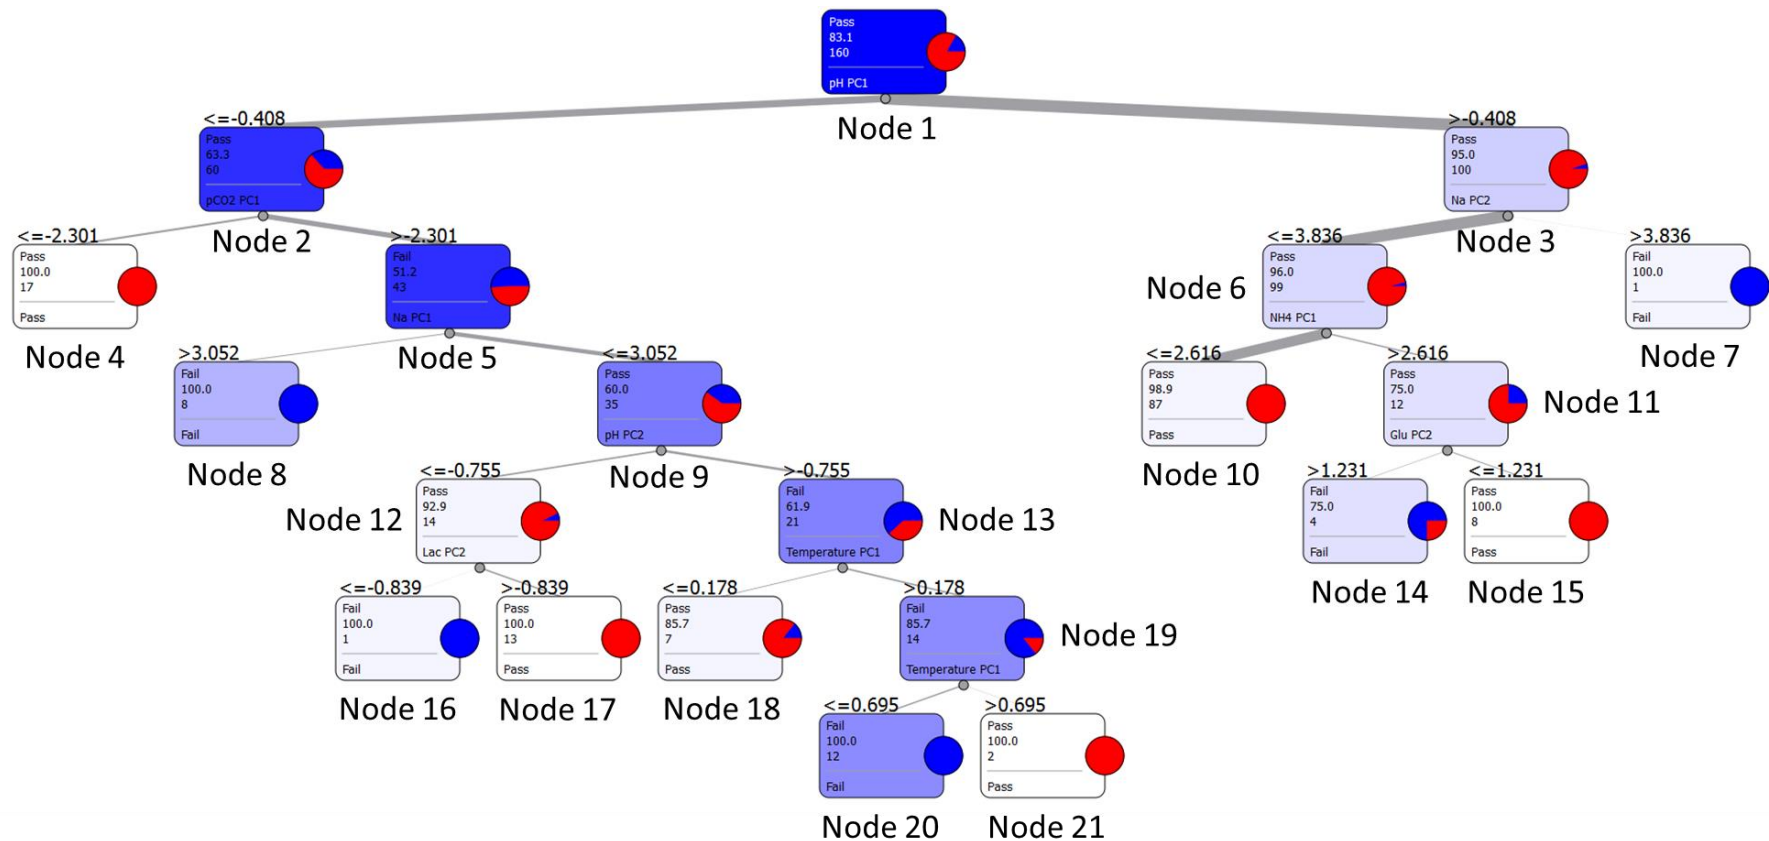 Pass
83.1
160
pH PC1
Node 1
<=-0.408
Pass
63.3
60
pCO2 PC1
Node 2
>-0.408
Pass
95.0
100
Na PC2
Node 3
<=-2.301
Pass
100.0
17
Pass
Node 4
>-2.301
Fail
51.2
43
Na PC1
Node 5
<=3.836
Pass
96.0
99
NH4 PC1
Node 6
>3.836
Fail
100.0
1
Fail
Node 7
>3.052
Fail
100.0
8
Fail
Node 8
<=3.052
Pass
60.0
35
pH PC2
Node 9
<=2.616
Pass
98.9
87
Pass
Node 10
>2.616
Pass
75.0
12
Glu PC2
Node 11
<=-0.755
Pass
92.9
14
Lac PC2
Node 12
>-0.755
Fail
61.9
21
Temperature PC1
Node 13
>1.231
Fail
75.0
4
Fail
Node 14
<=1.231
Pass
100.0
8
Pass
Node 15
<=-0.839
Fail
100.0
1
Fail
Node 16
>-0.839
Pass
100.0
13
Pass
Node 17
<=0.178
Pass
85.7
7
Pass
Node 18
>0.178
Fail
85.7
14
Temperature PC1
Node 19
<=0.695
Fail
100.0
12
Fail
Node 20
>0.695
Pass
100.0
2
Pass
Node 21